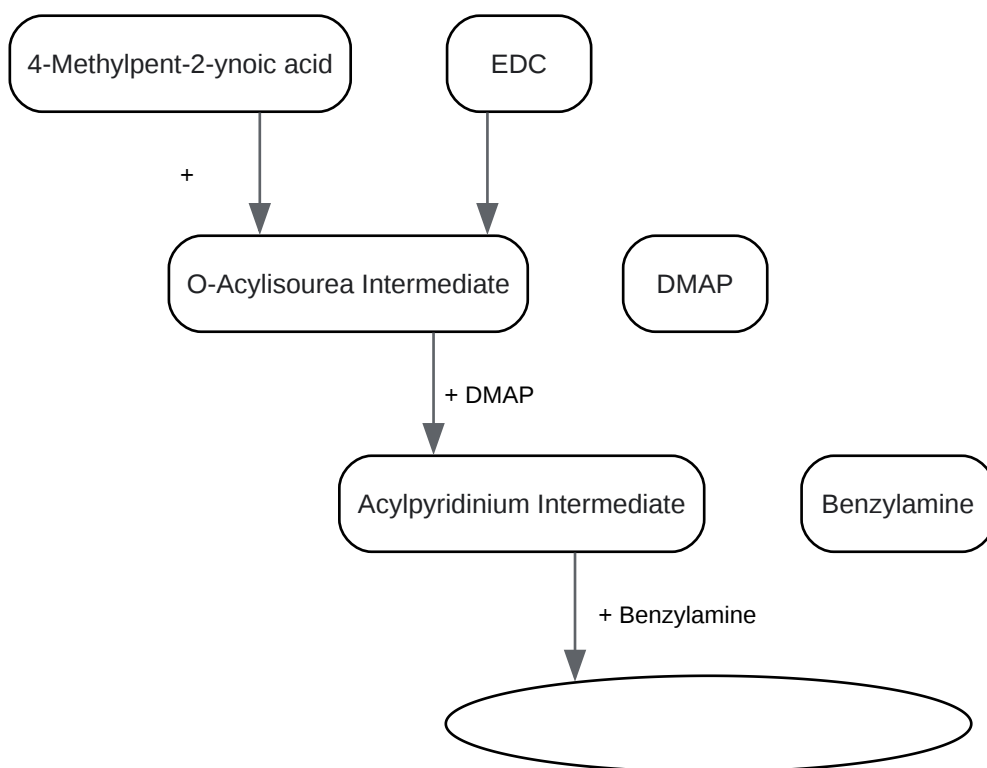 4-Methylpent-2-ynoic acid
EDC
+
O-Acylisourea Intermediate
DMAP
+ DMAP
Acylpyridinium Intermediate
Benzylamine
+ Benzylamine